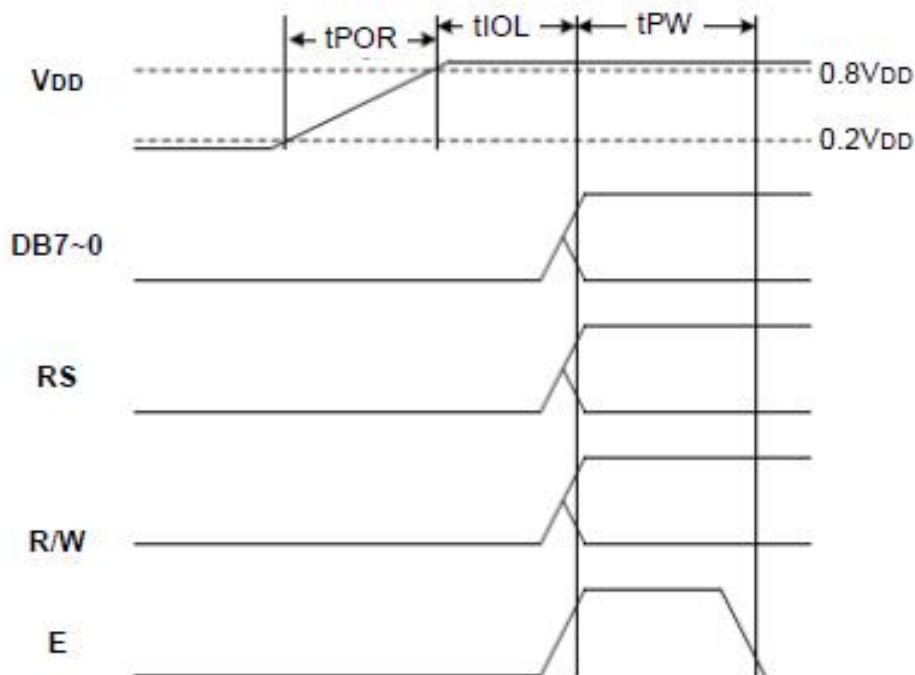 tPOR tIOL tPW
VDD 0.8VDD
0.2VDD
DB7~0
RS
R/W
E